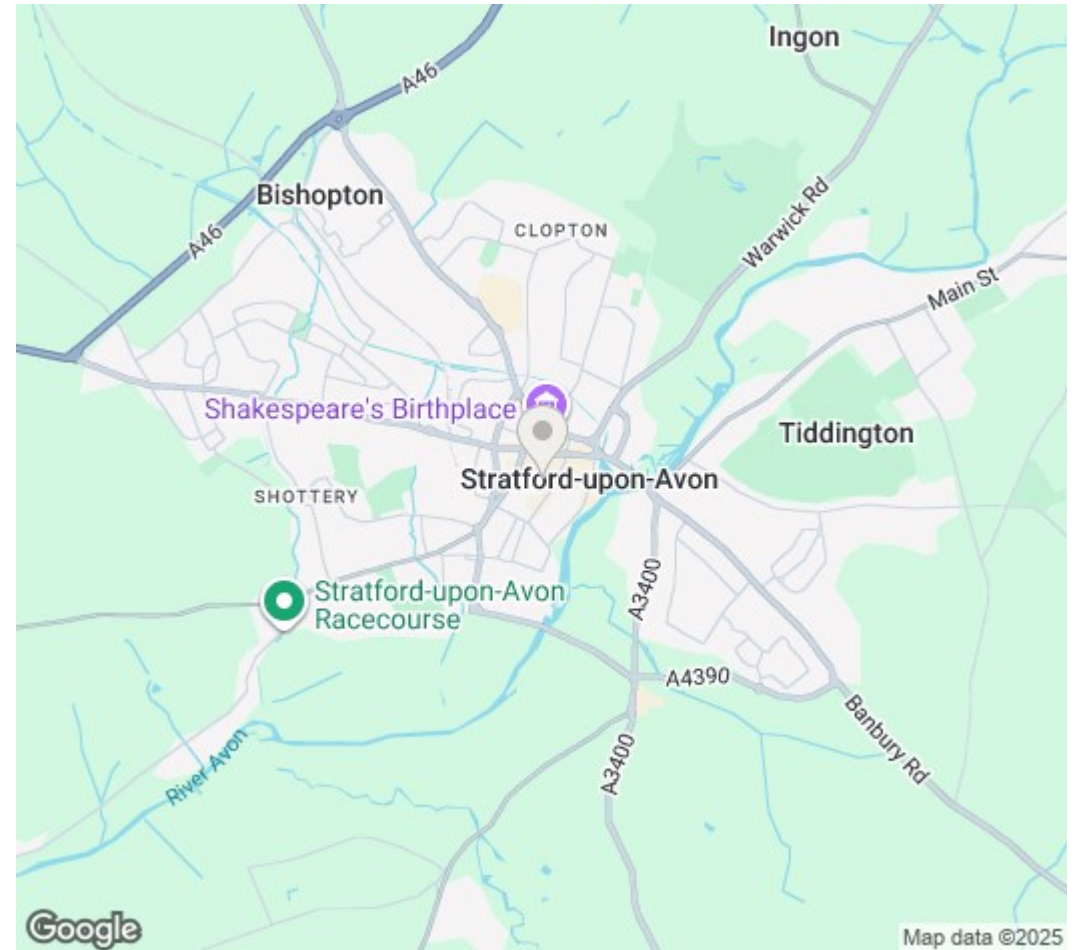 Ingon
A46
Bishopton
CLOPTON
Warwick Rd
A46
Main St
Shakespeare's Birthplace
Tiddington
Stratford-upon-Avon
SHOTTERY
Stratford-upon-Avon
Racecourse
A3400
A4390
Banbury Rd
River Avon
A3400
Google
Map data ©2025